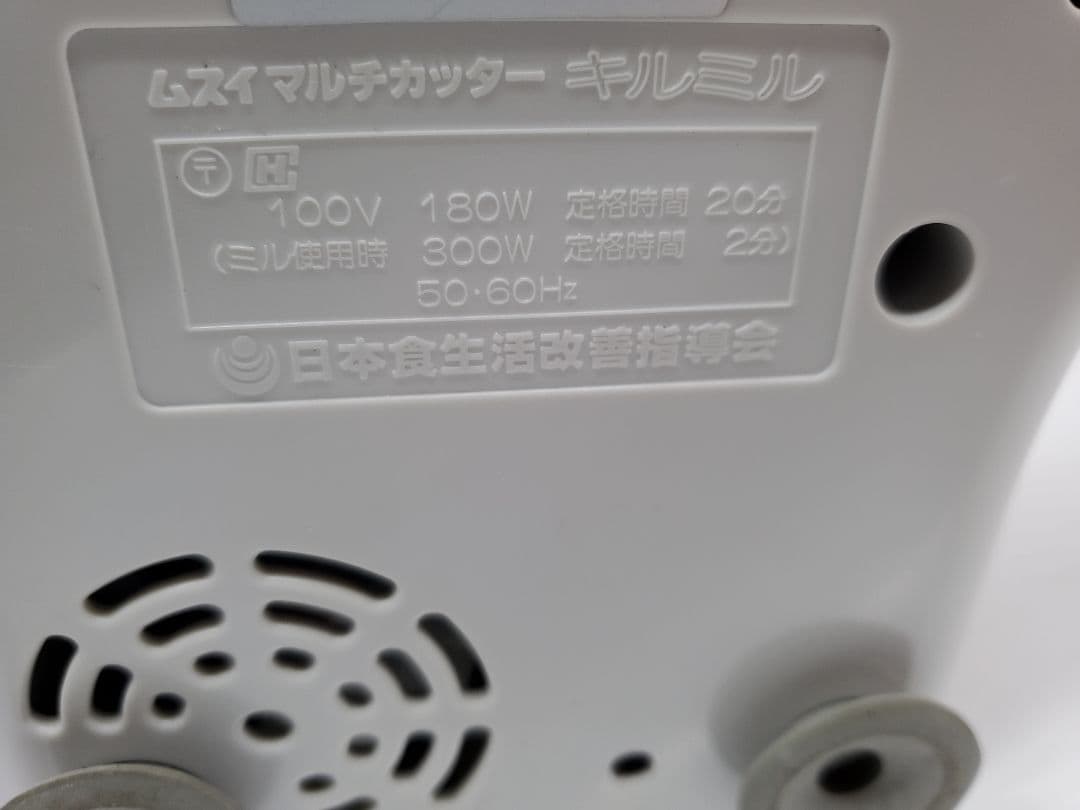 ムスイマルチカッター キルミル
〒 H
100V 180W 定格時間 20分
(ミル使用時 300W 定格時間 2分)
50・60Hz
日本食生活改善指導会